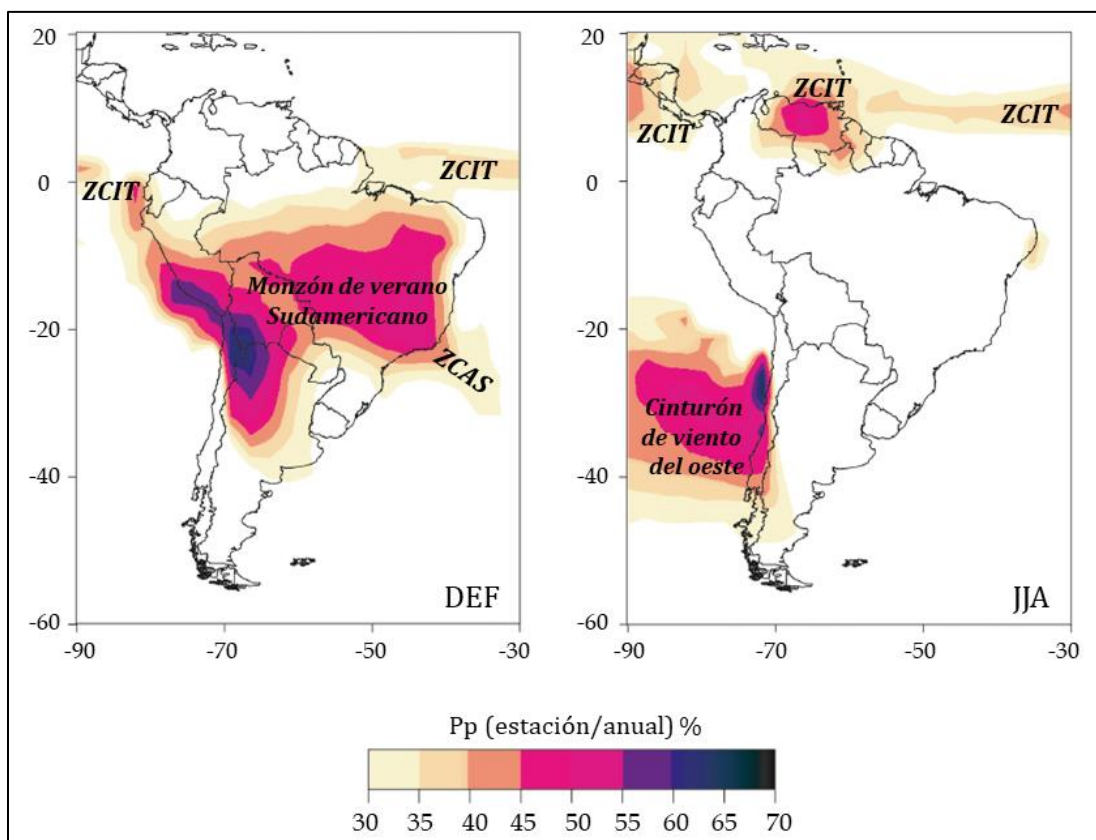 20
0
-20
-40
-60
-90
-70
-50
-30
ZCIT
ZCIT
Monzón de verano
Sudamericano
ZCAS
DEF
20
0
-20
-40
-60
-90
-70
-50
-30
ZCIT
ZCIT
ZCIT
Cinturón
de viento
del oeste
JJA
Pp (estación/anual) %
30 35 40 45 50 55 60 65 70